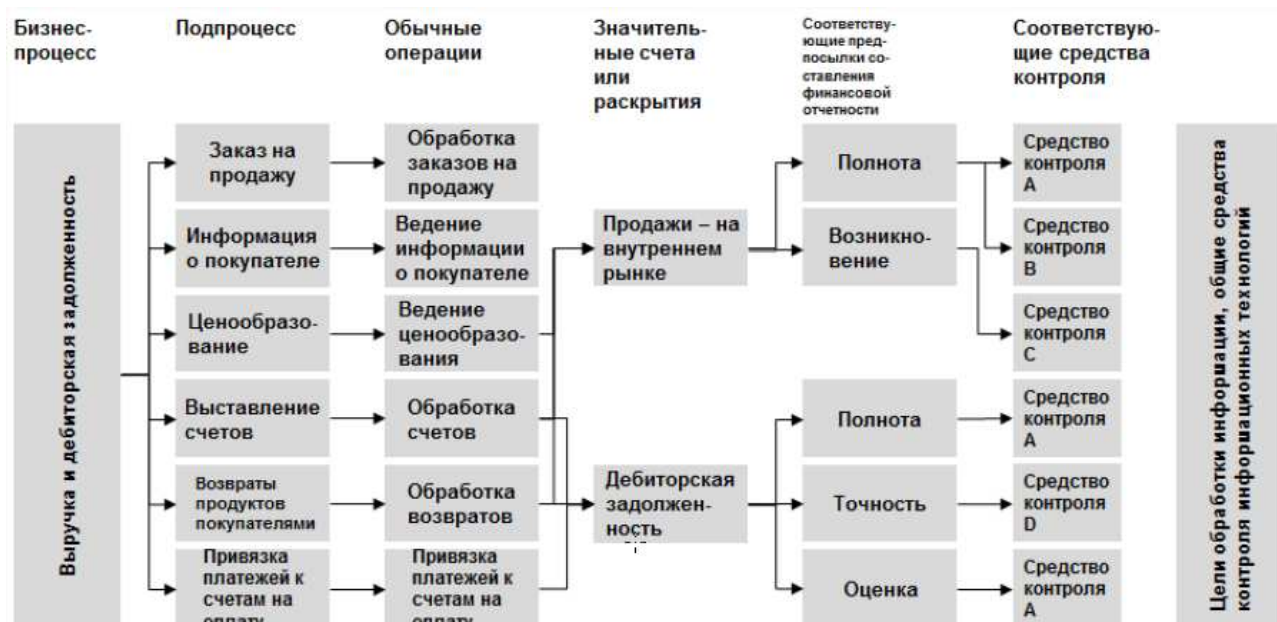 Бизнес-
процесс
Подпроцесс
Обычные
операции
Значитель-
ные счета
или
раскрытия
Соответству-
ющие пред-
посылки со-
ставления
финансовой
отчетности
Соответствую-
щие средства
контроля
Выручка и дебиторская задолженность
Заказ на
продажу
Обработка
заказов на
продажу
Полнота
Средство
контроля
A
Информация
о покупателе
Ведение
информации
о покупателе
Продажи – на
внутреннем
рынке
Возникно-
вение
Средство
контроля
B
Ценообразо-
вание
Ведение
ценообразо-
вания
Средство
контроля
C
Выставление
счетов
Обработка
счетов
Полнота
Средство
контроля
A
Возвраты
продуктов
покупателями
Обработка
возвратов
Дебиторская
задолжен-
ность
Точность
Средство
контроля
D
Привязка
платежей к
счетам на
оплату
Привязка
платежей к
счетам на
оплату
Оценка
Средство
контроля
A
Цели обработки информации, общие средства
контроля информационных технологий